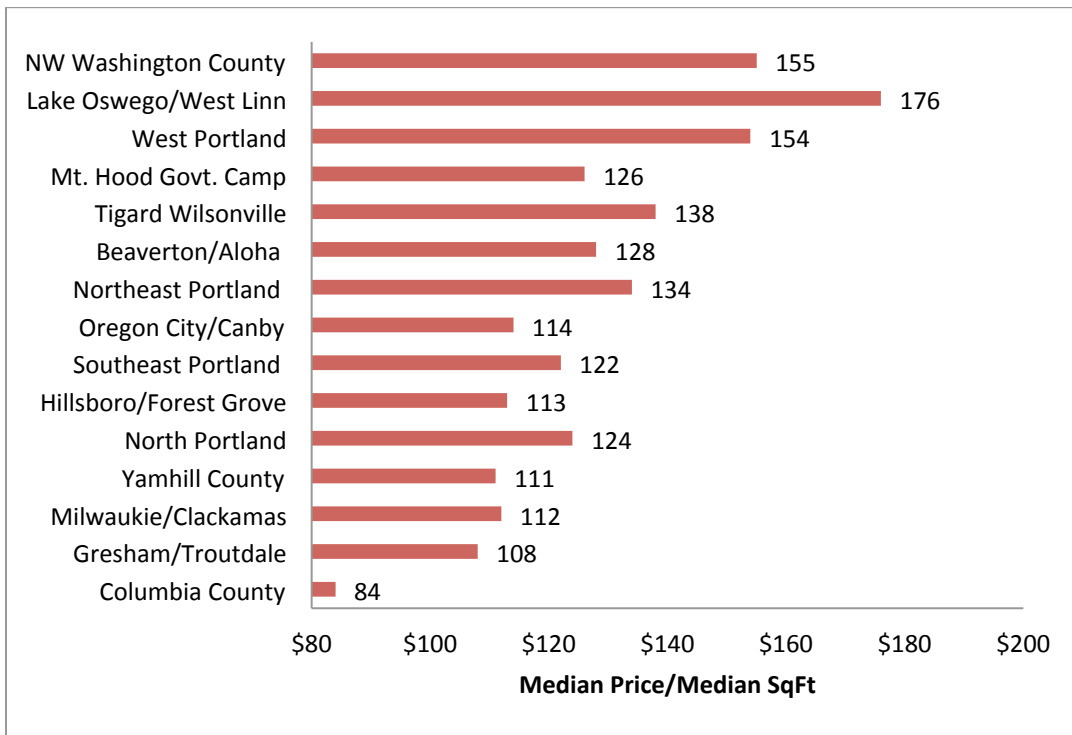 NW Washington County 155
Lake Oswego/West Linn 176
West Portland 154
Mt. Hood Govt. Camp 126
Tigard Wilsonville 138
Beaverton/Aloha 128
Northeast Portland 134
Oregon City/Canby 114
Southeast Portland 122
Hillsboro/Forest Grove 113
North Portland 124
Yamhill County 111
Milwaukie/Clackamas 112
Gresham/Troutdale 108
Columbia County 84
$80 $100 $120 $140 $160 $180 $200
Median Price/Median SqFt